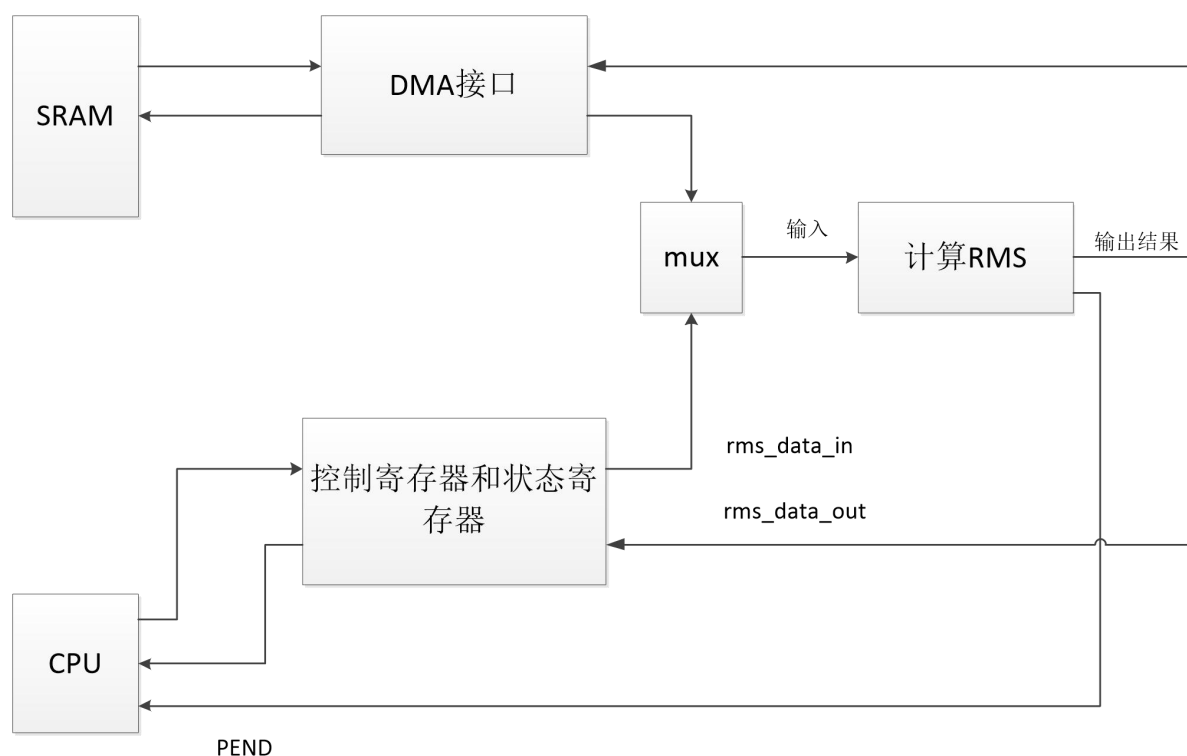 SRAM
DMA接口
mux
输入
计算RMS
输出结果
控制寄存器和状态寄
存器
rms_data_in
rms_data_out
CPU
PEND